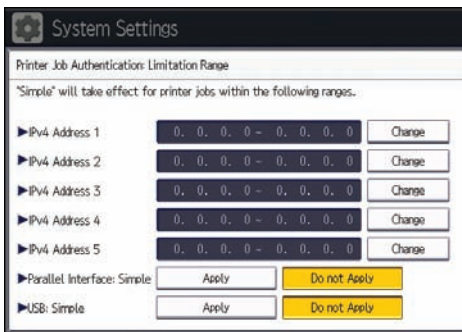 System Settings
Printer Job Authentication: Limitation Range
"Simple" will take effect for printer jobs within the following ranges.
►IPv4 Address 1 0. 0. 0. 0 - 0. 0. 0. 0 Change
►IPv4 Address 2 0. 0. 0. 0 - 0. 0. 0. 0 Change
►IPv4 Address 3 0. 0. 0. 0 - 0. 0. 0. 0 Change
►IPv4 Address 4 0. 0. 0. 0 - 0. 0. 0. 0 Change
►IPv4 Address 5 0. 0. 0. 0 - 0. 0. 0. 0 Change
►Parallel Interface: Simple Apply Do not Apply
►USB: Simple Apply Do not Apply